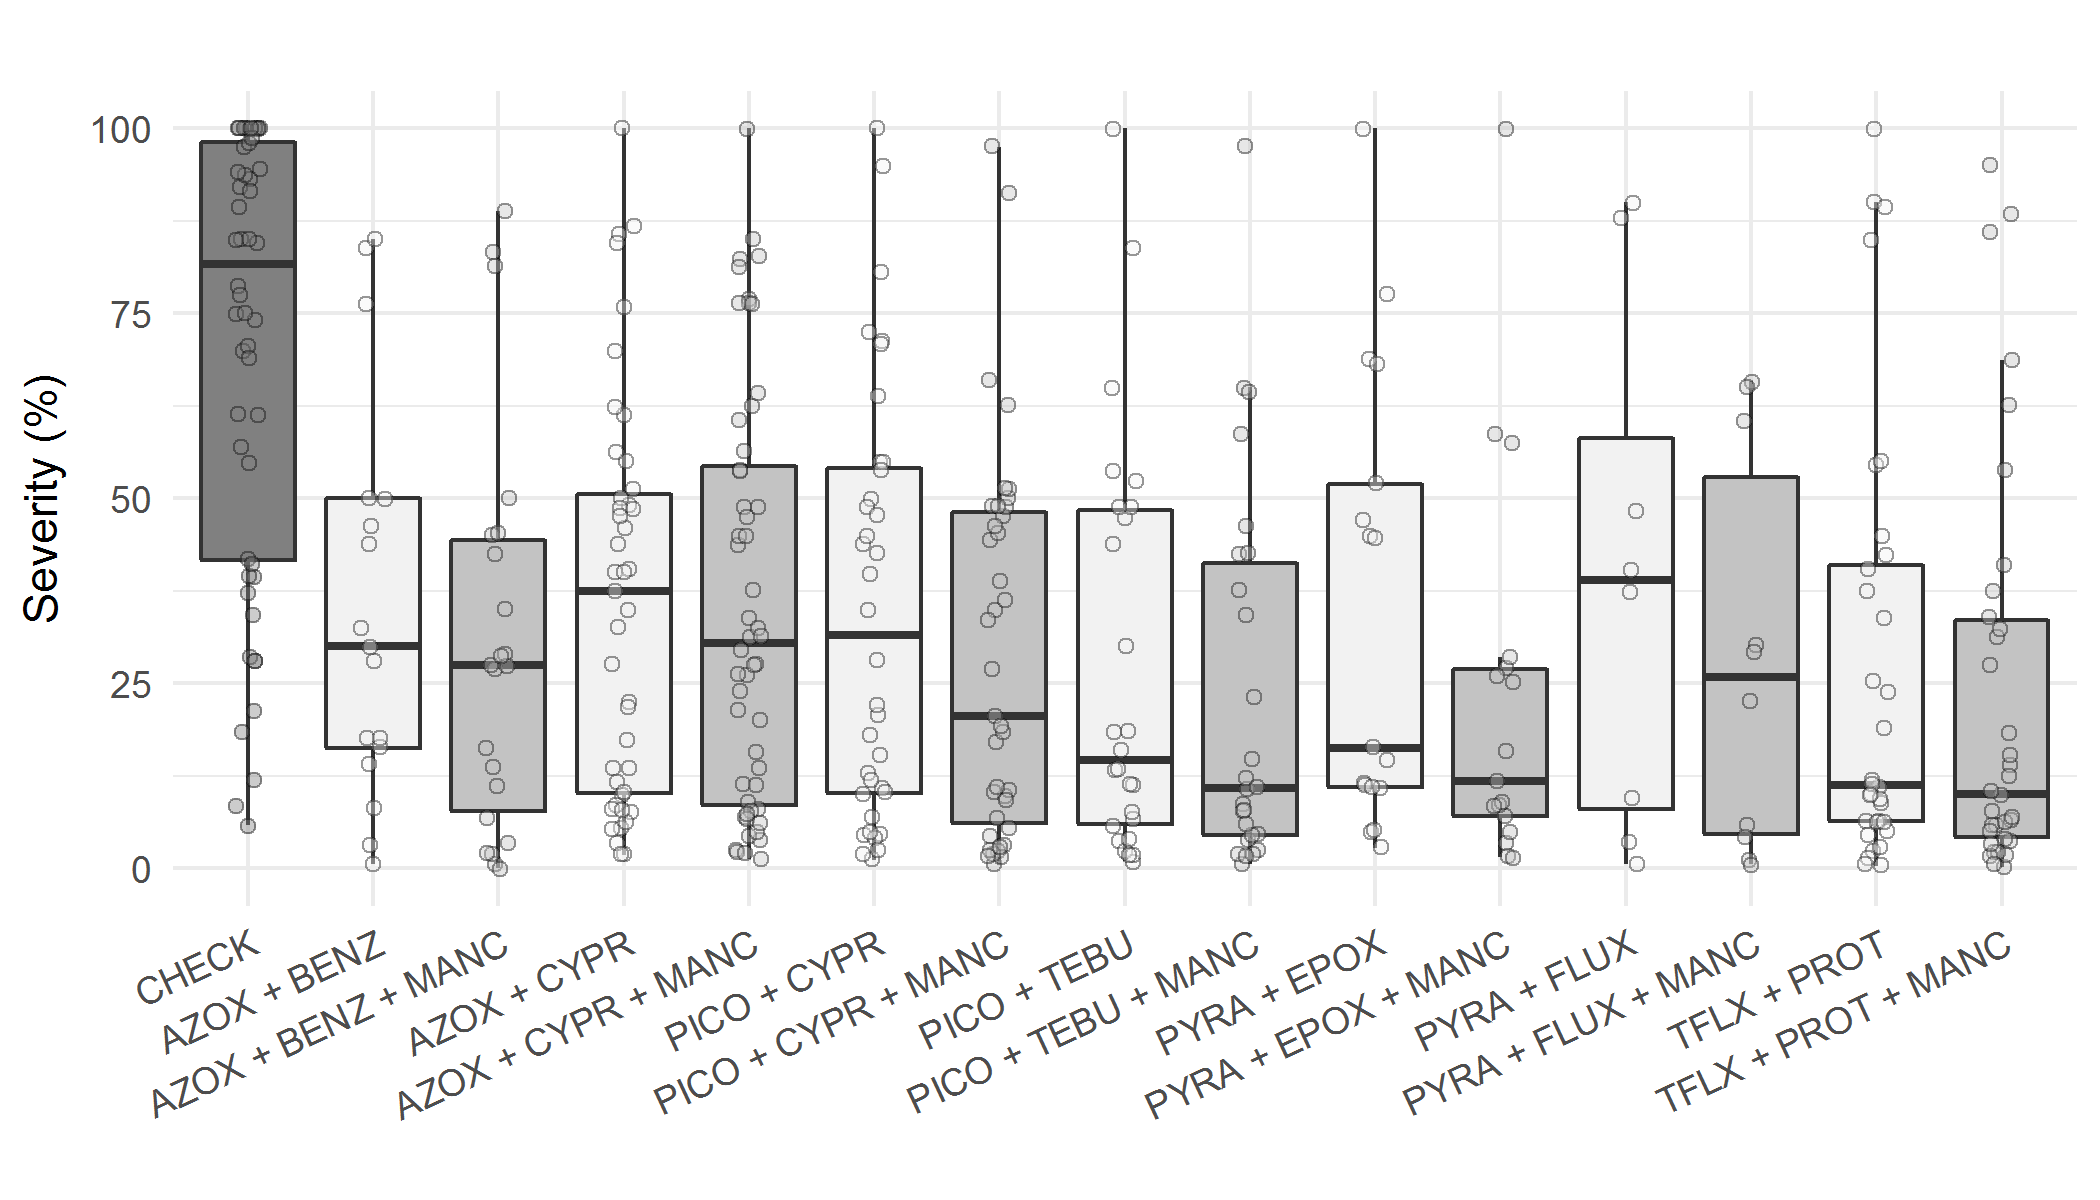 Severity (%)
100
75
50
25
0
CHECK
AZOX + BENZ
AZOX + BENZ + MANC
AZOX + CYPR
AZOX + CYPR + MANC
PICO + CYPR
PICO + CYPR + MANC
PICO + TEBU
PICO + TEBU + MANC
PYRA + EPOX
PYRA + EPOX + MANC
PYRA + FLUX
PYRA + FLUX + MANC
TFLX + PROT
TFLX + PROT + MANC